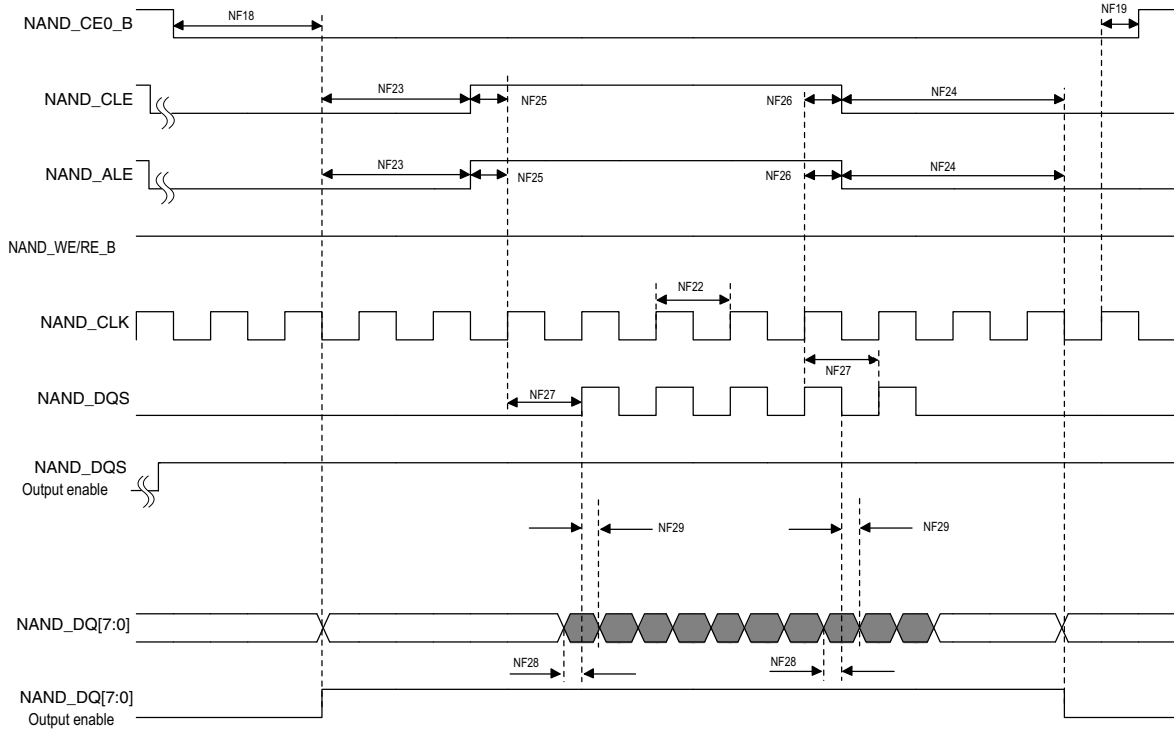 NAND_CE0_B
NF18
NF19
NAND_CLE
NF23
NF25
NF26
NF24
NAND_ALE
NF23
NF25
NF26
NF24
NAND_WE/RE_B
NAND_CLK
NF22
NAND_DQS
NF27
NF27
NAND_DQS
Output enable
NF29
NF29
NAND_DQ[7:0]
NF28
NF28
NAND_DQ[7:0]
Output enable